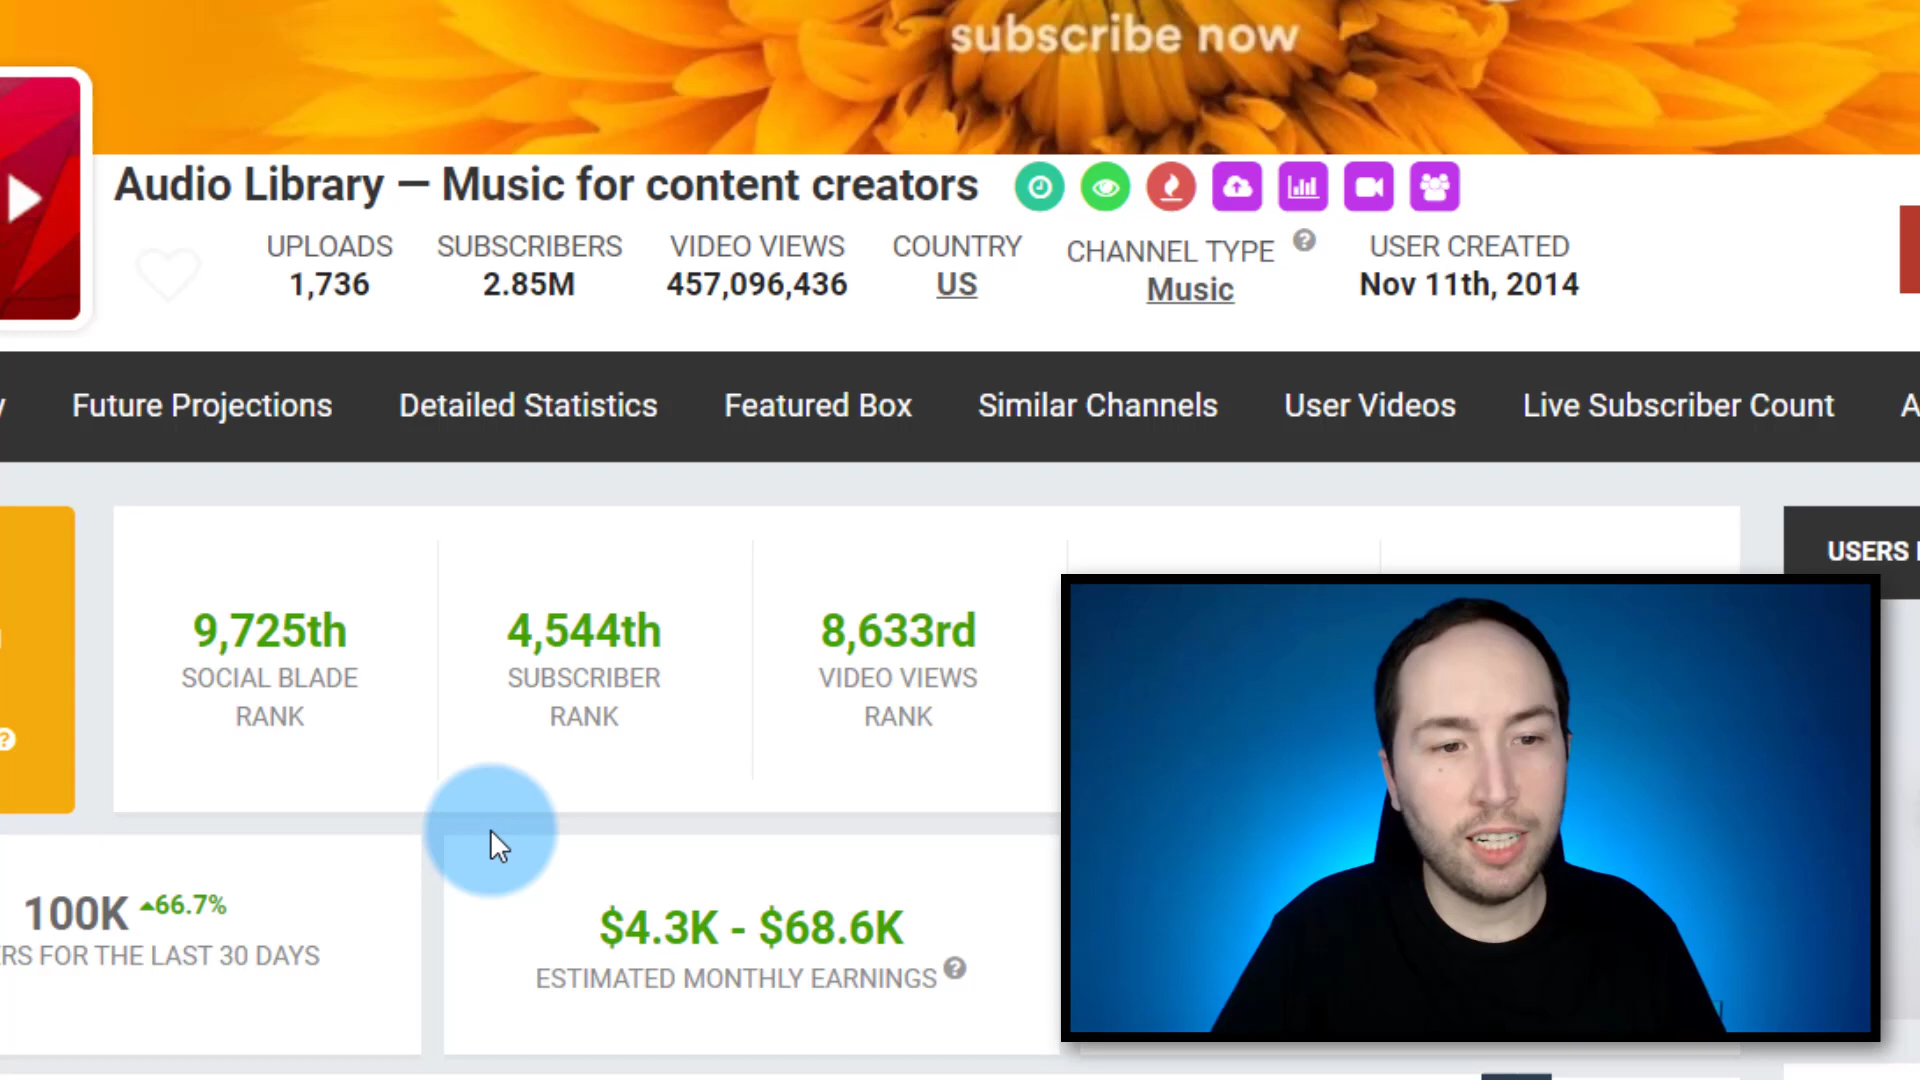 subscribe now
Audio Library — Music for content creators
UPLOADS SUBSCRIBERS VIDEO VIEWS COUNTRY CHANNEL TYPE ? USER CREATED
1,736 2.85M 457,096,436 US Music Nov 11th, 2014
Future Projections Detailed Statistics Featured Box Similar Channels User Videos Live Subscriber Count
USERS
9,725th 4,544th 8,633rd
SOCIAL BLADE SUBSCRIBER VIDEO VIEWS
RANK RANK RANK
?
100K 66.7%
RS FOR THE LAST 30 DAYS
$4.3K - $68.6K
ESTIMATED MONTHLY EARNINGS ?